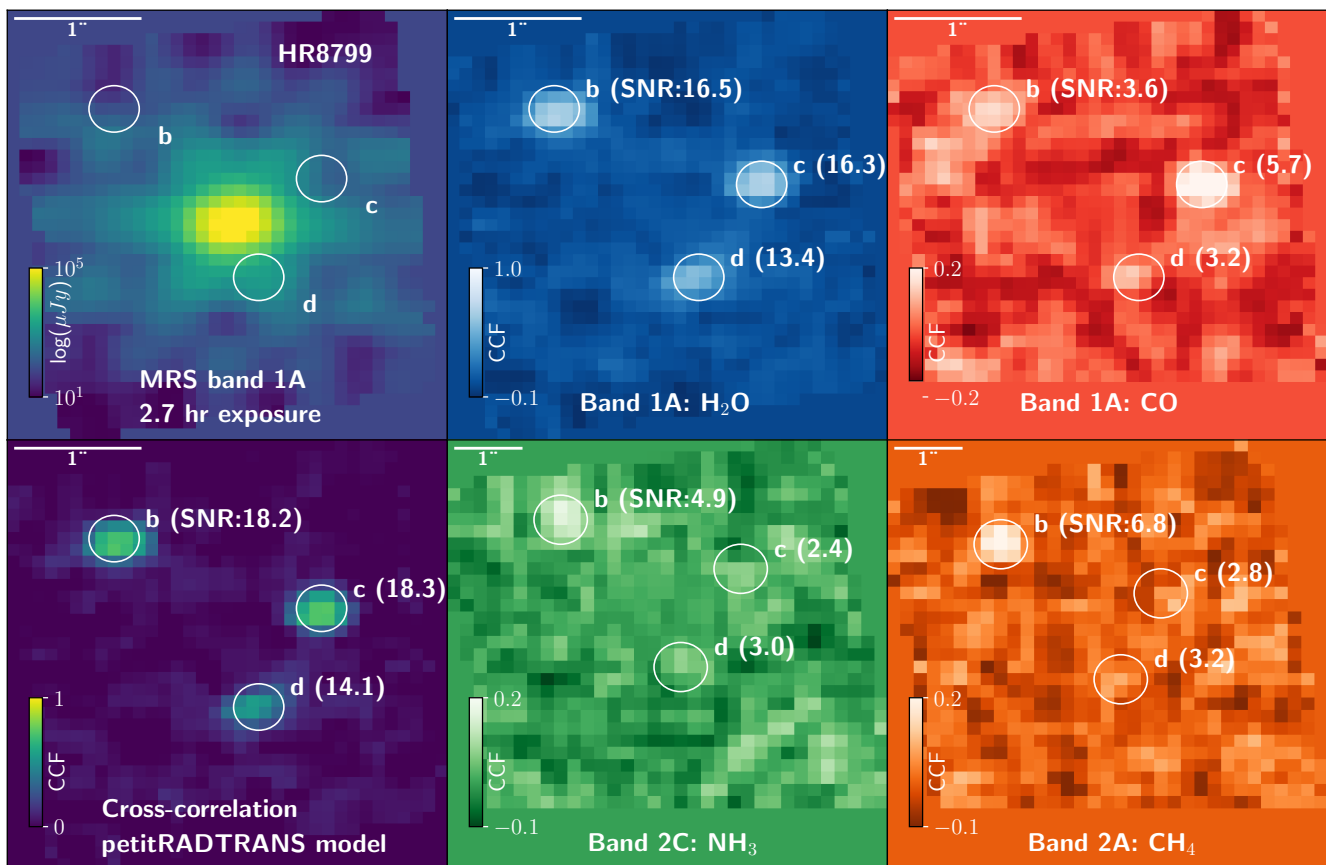 1¨
HR8799
b
c
d
10⁵
log(μJy)
10¹
MRS band 1A
2.7 hr exposure
1¨
b (SNR:16.5)
c (16.3)
d (13.4)
1.0
CCF
−0.1
Band 1A: H₂O
1¨
b (SNR:3.6)
c (5.7)
d (3.2)
0.2
CCF
−0.2
Band 1A: CO
1¨
b (SNR:18.2)
c (18.3)
d (14.1)
1
CCF
0
Cross-correlation
petitRADTRANS model
1¨
b (SNR:4.9)
c (2.4)
d (3.0)
0.2
CCF
−0.1
Band 2C: NH₃
1¨
b (SNR:6.8)
c (2.8)
d (3.2)
0.2
CCF
−0.1
Band 2A: CH₄